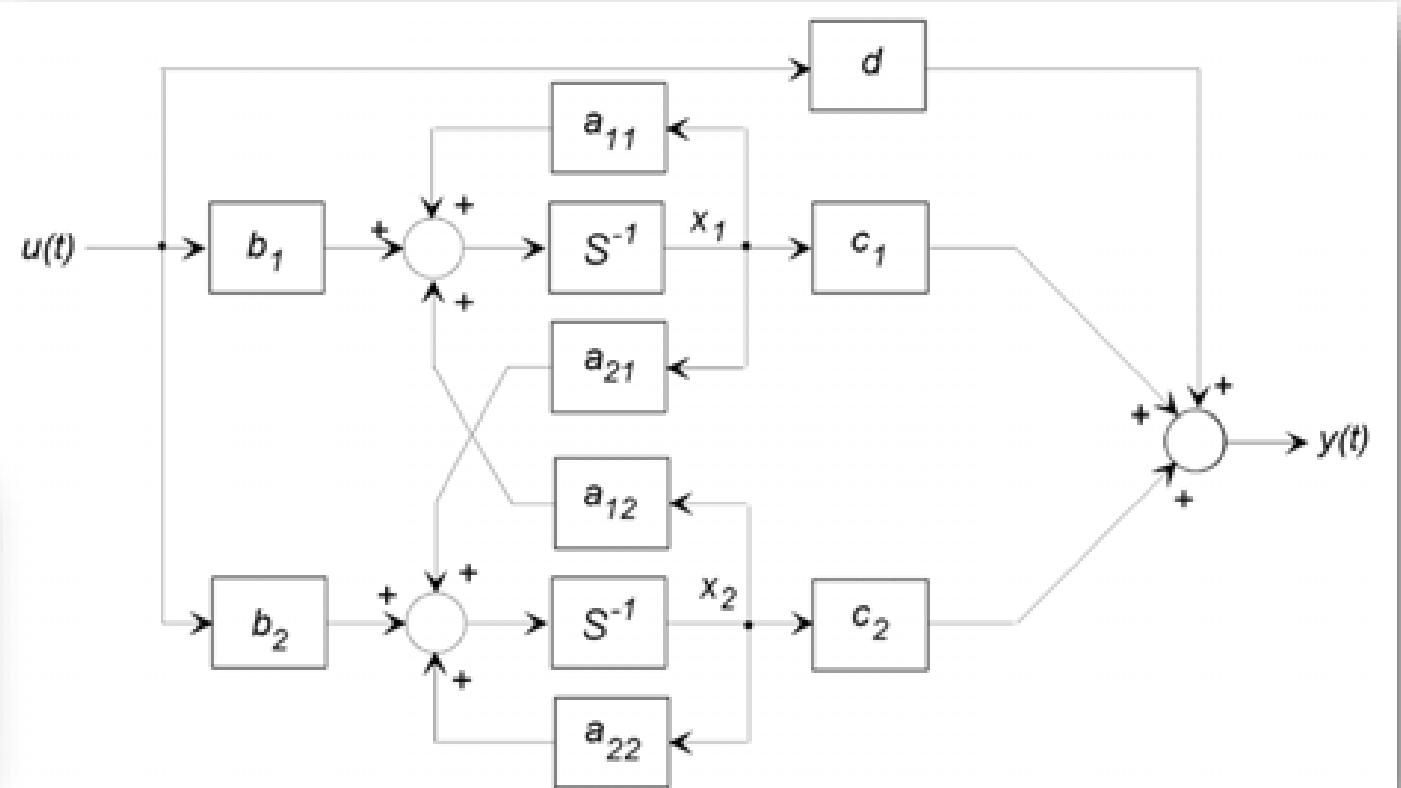 d
a11
+
u(t)
b1
+
S-1
x1
c1
+
a21
+
+
y(t)
a12
+
+
b2
+
S-1
x2
c2
+
a22